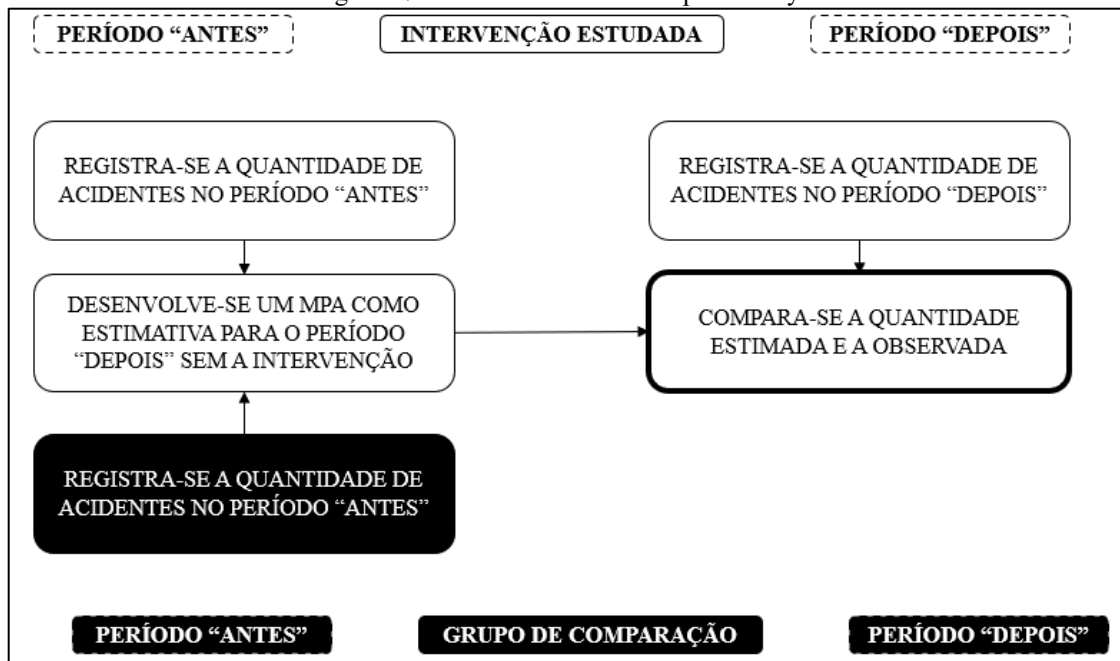 PERÍODO “ANTES”
INTERVENÇÃO ESTUDADA
PERÍODO “DEPOIS”
REGISTRA-SE A QUANTIDADE DE
ACIDENTES NO PERÍODO “ANTES”
REGISTRA-SE A QUANTIDADE DE
ACIDENTES NO PERÍODO “DEPOIS”
DESENVOLVE-SE UM MPA COMO
ESTIMATIVA PARA O PERÍODO
“DEPOIS” SEM A INTERVENÇÃO
COMPARA-SE A QUANTIDADE
ESTIMADA E A OBSERVADA
REGISTRA-SE A QUANTIDADE DE
ACIDENTES NO PERÍODO “ANTES”
PERÍODO “ANTES”
GRUPO DE COMPARAÇÃO
PERÍODO “DEPOIS”